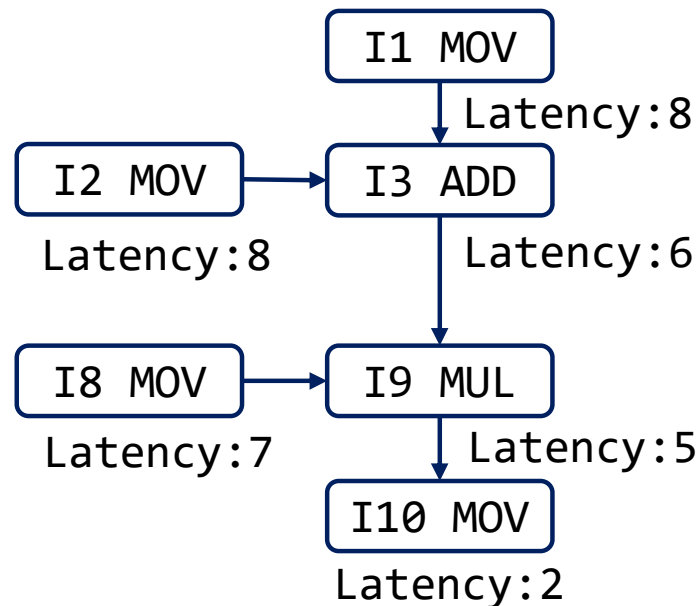 I1 MOV
Latency:8
I2 MOV
I3 ADD
Latency:8
Latency:6
I8 MOV
I9 MUL
Latency:7
Latency:5
I10 MOV
Latency:2